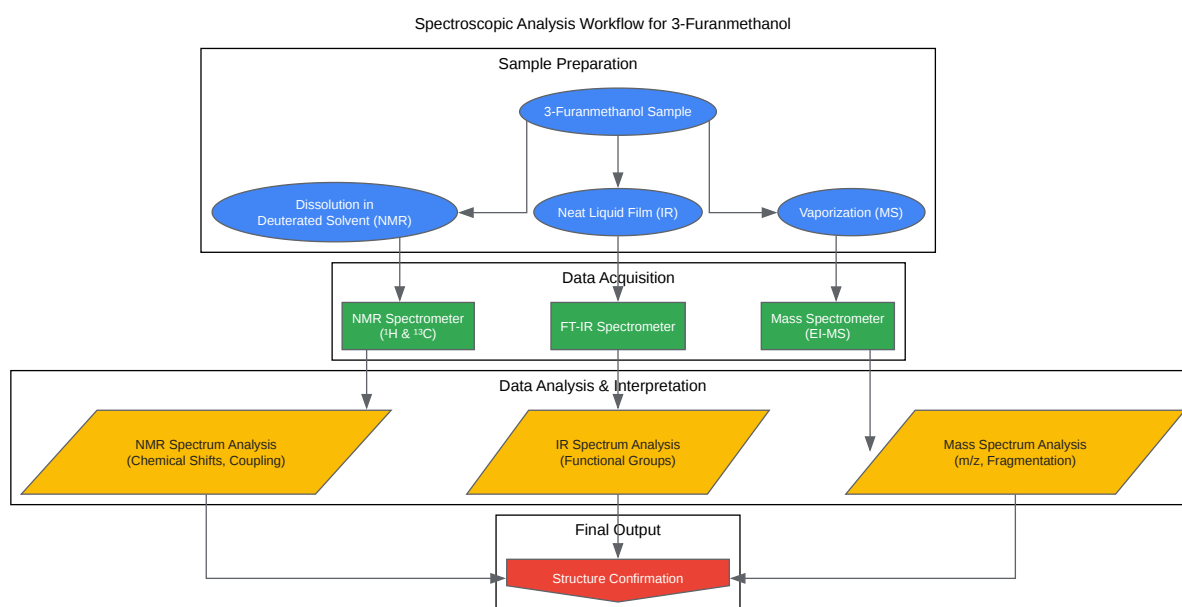 Spectroscopic Analysis Workflow for 3-Furanmethanol
Sample Preparation
3-Furanmethanol Sample
Dissolution in
Deuterated Solvent (NMR)
Neat Liquid Film (IR)
Vaporization (MS)
Data Acquisition
NMR Spectrometer
(¹H & ¹³C)
FT-IR Spectrometer
Mass Spectrometer
(EI-MS)
Data Analysis & Interpretation
NMR Spectrum Analysis
(Chemical Shifts, Coupling)
IR Spectrum Analysis
(Functional Groups)
Mass Spectrum Analysis
(m/z, Fragmentation)
Final Output
Structure Confirmation